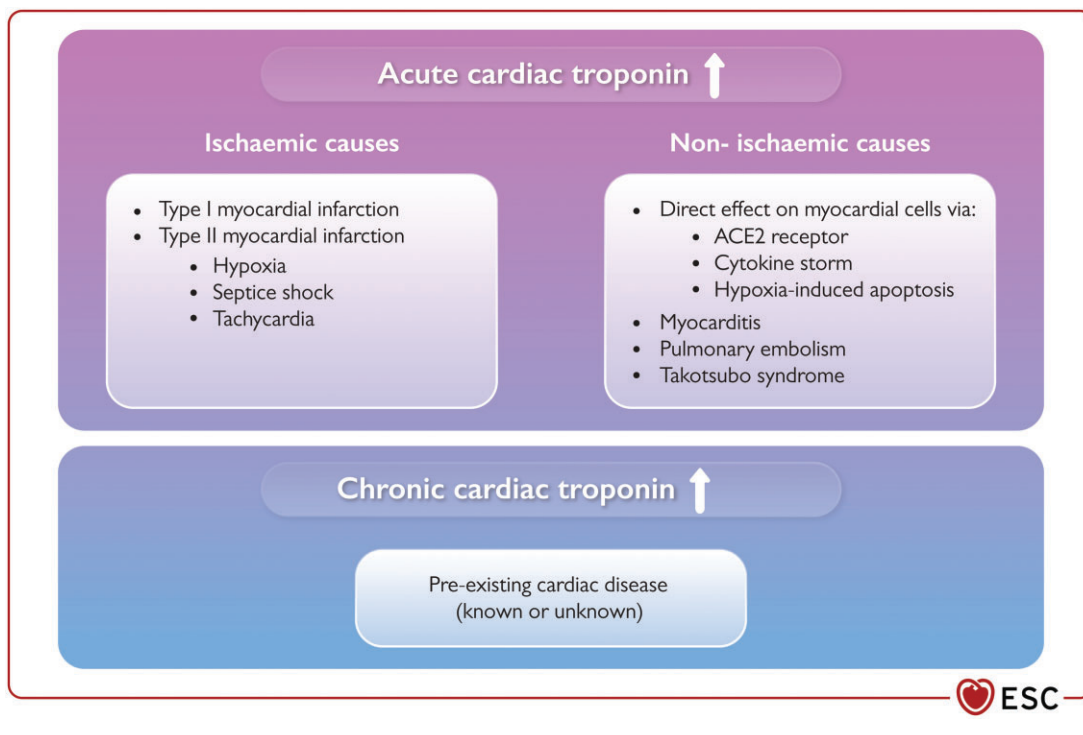 Acute cardiac troponin
Ischaemic causes
• Type I myocardial infarction
• Type II myocardial infarction
• Hypoxia
• Septice shock
• Tachycardia
Non- ischaemic causes
• Direct effect on myocardial cells via:
• ACE2 receptor
• Cytokine storm
• Hypoxia-induced apoptosis
• Myocarditis
• Pulmonary embolism
• Takotsubo syndrome
Chronic cardiac troponin
Pre-existing cardiac disease
(known or unknown)
ESC